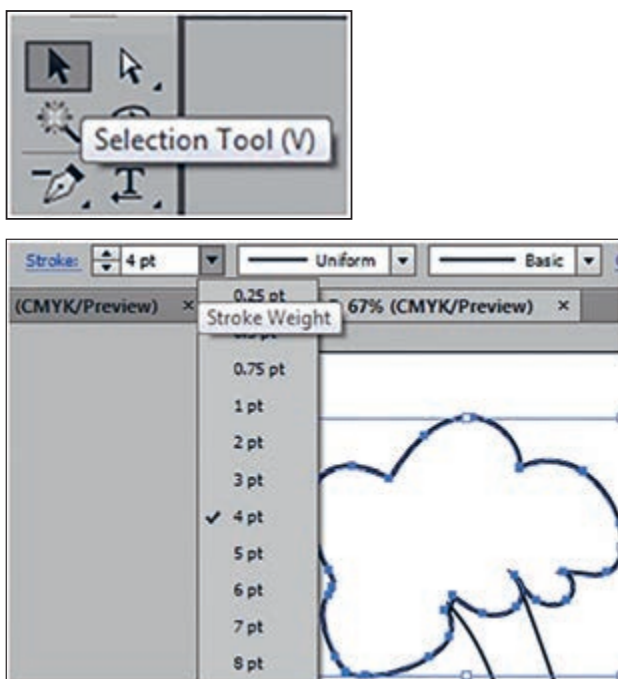 Selection Tool (V)
T
Stroke: 4 pt Uniform Basic
(CMYK/Preview) × 67% (CMYK/Preview) ×
0.25 pt
Stroke Weight
0.75 pt
1 pt
2 pt
3 pt
4 pt
5 pt
6 pt
7 pt
8 pt